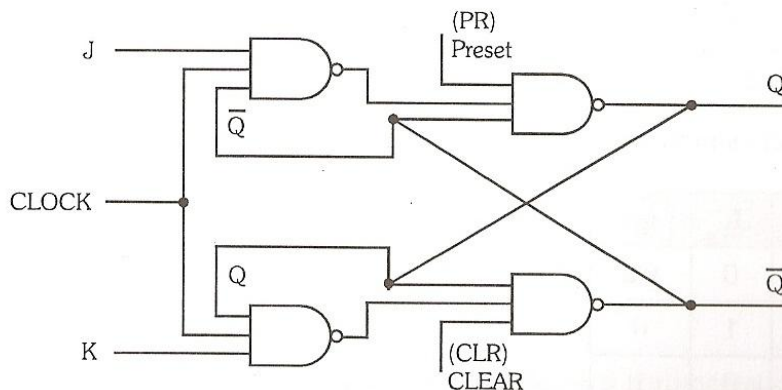 (PR)
Preset
J
Q
Q̅
CLOCK
Q
Q̅
K
(CLR)
CLEAR